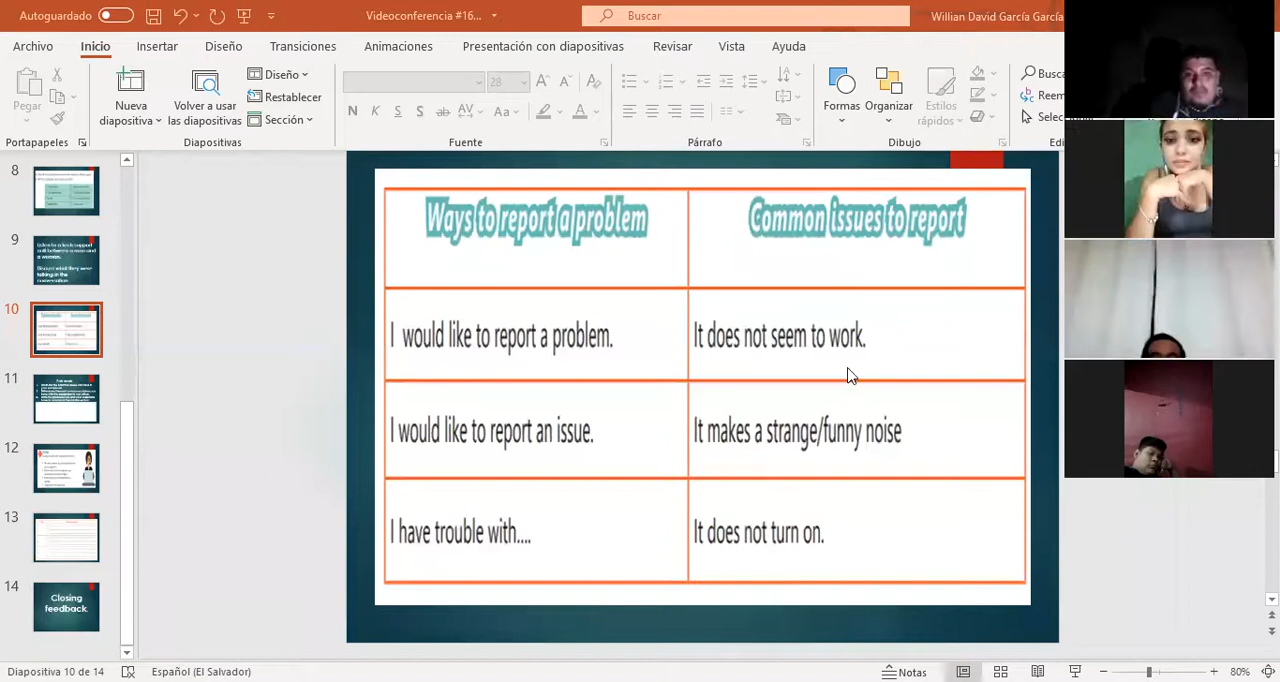 Autoguardado
Videoconferencia #16...
Buscar
Willian David García García
Archivo
Inicio
Insertar
Diseño
Transiciones
Animaciones
Presentación con diapositivas
Revisar
Vista
Ayuda
Pegar
Nueva diapositiva
Volver a usar las diapositivas
Diseño
Restablecer
Sección
28
N K S S ab AV Aa A
Formas
Organizar
Estilos rápidos
Busca
Reem
Selec
Portapapeles
Diapositivas
Fuente
Párrafo
Dibujo
Edi
8
9
10
11
12
13
14
Closing
feedback.
Ways to report a problem
Common issues to report
I would like to report a problem.
It does not seem to work.
I would like to report an issue.
It makes a strange/funny noise
I have trouble with....
It does not turn on.
Diapositiva 10 de 14
Español (El Salvador)
Notas
80%